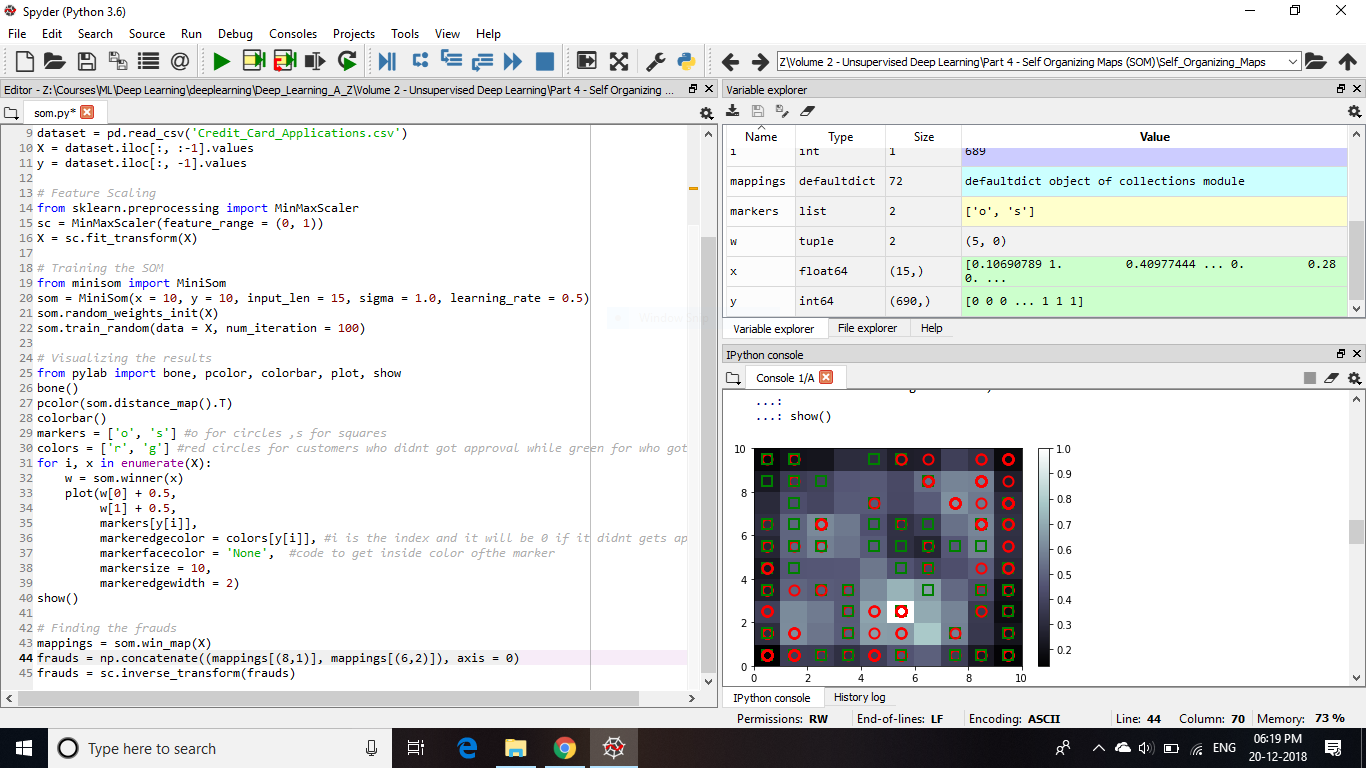 Spyder (Python 3.6)
File Edit Search Source Run Debug Consoles Projects Tools View Help
Z\Volume 2 - Unsupervised Deep Learning\Part 4 - Self Organizing Maps (SOM)\Self_Organizing_Maps
Editor - Z:\Courses\ML\Deep Learning\deeplearning\Deep_Learning_A_Z\Volume 2 - Unsupervised Deep Learning\Part 4 - Self Organizing ...
som.py*
9 dataset = pd.read_csv('Credit_Card_Applications.csv')
10 X = dataset.iloc[:, :-1].values
11 y = dataset.iloc[:, -1].values
12
13 # Feature Scaling
14 from sklearn.preprocessing import MinMaxScaler
15 sc = MinMaxScaler(feature_range = (0, 1))
16 X = sc.fit_transform(X)
17
18 # Training the SOM
19 from minisom import MiniSom
20 som = MiniSom(x = 10, y = 10, input_len = 15, sigma = 1.0, learning_rate = 0.5)
21 som.random_weights_init(X)
22 som.train_random(data = X, num_iteration = 100)
23
24 # Visualizing the results
25 from pylab import bone, pcolor, colorbar, plot, show
26 bone()
27 pcolor(som.distance_map().T)
28 colorbar()
29 markers = ['o', 's'] #o for circles ,s for squares
30 colors = ['r', 'g'] #red circles for customers who didnt got approval while green for who got
31 for i, x in enumerate(X):
32 w = som.winner(x)
33 plot(w[0] + 0.5,
34 w[1] + 0.5,
35 markers[y[i]],
36 markeredgecolor = colors[y[i]], #i is the index and it will be 0 if it didnt gets ap
37 markerfacecolor = 'None', #code to get inside color ofthe marker
38 markersize = 10,
39 markeredgewidth = 2)
40 show()
41
42 # Finding the frauds
43 mappings = som.win_map(X)
44 frauds = np.concatenate((mappings[(8,1)], mappings[(6,2)]), axis = 0)
45 frauds = sc.inverse_transform(frauds)
Variable explorer
Name Type Size Value
i int 1 689
mappings defaultdict 72 defaultdict object of collections module
markers list 2 ['o', 's']
w tuple 2 (5, 0)
x float64 (15,) [0.10690789 1. 0.40977444 ... 0. 0.28
0. ...
y int64 (690,) [0 0 0 ... 1 1 1]
Variable explorer File explorer Help
IPython console
Console 1/A
...:
...: show()
10
8
6
4
2
0
0 2 4 6 8 10
1.0
0.9
0.8
0.7
0.6
0.5
0.4
0.3
0.2
IPython console History log
Permissions: RW End-of-lines: LF Encoding: ASCII Line: 44 Column: 70 Memory: 73 %
Type here to search
ENG
06:19 PM
20-12-2018